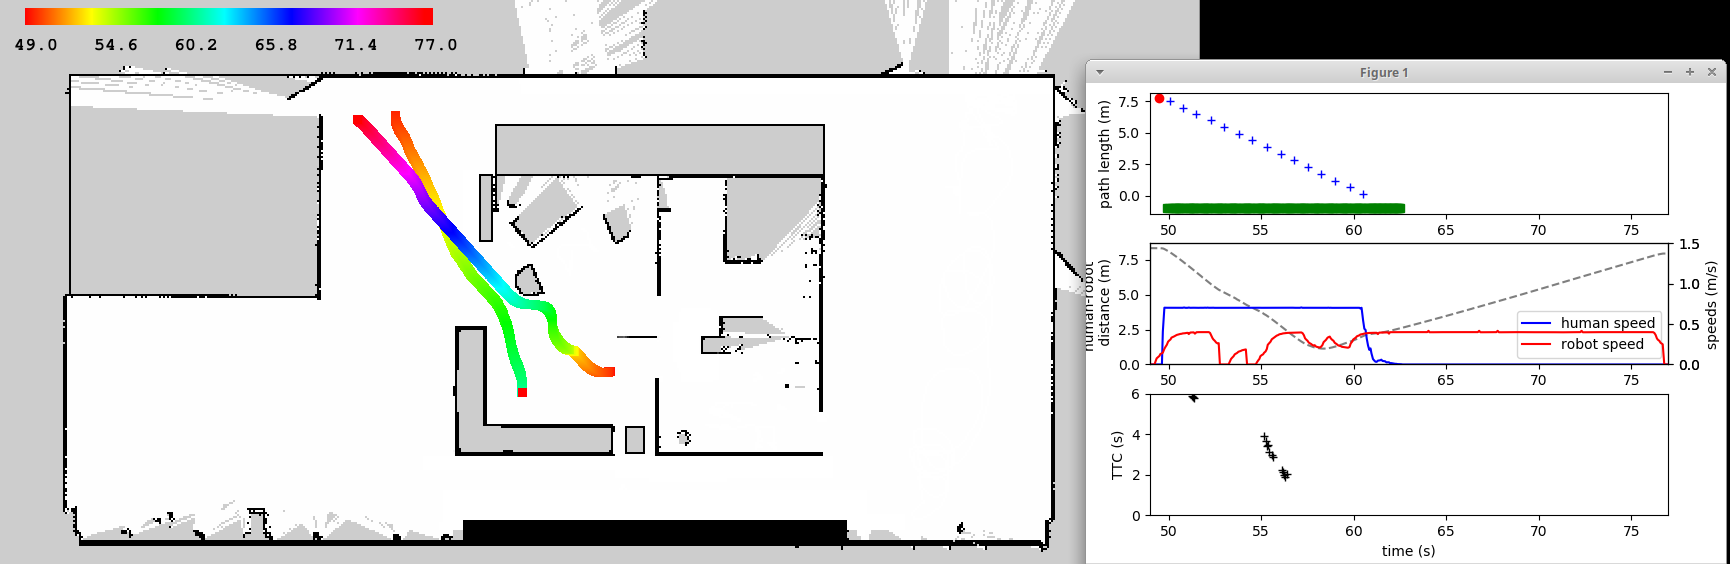 49.0 54.6 60.2 65.8 71.4 77.0
Figure 1
path length (m)
7.5
5.0
2.5
0.0
50 55 60 65 70 75
human-robot
distance (m)
7.5
5.0
2.5
0.0
human speed
robot speed
1.5
1.0
0.5
0.0
speeds (m/s)
50 55 60 65 70 75
TTC (s)
6
4
2
0
50 55 60 65 70 75
time (s)